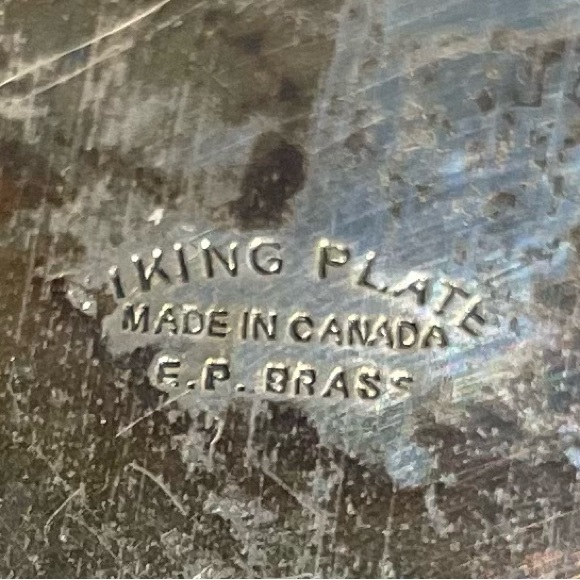 IKING PLATE
MADE IN CANADA
E.P. BRASS